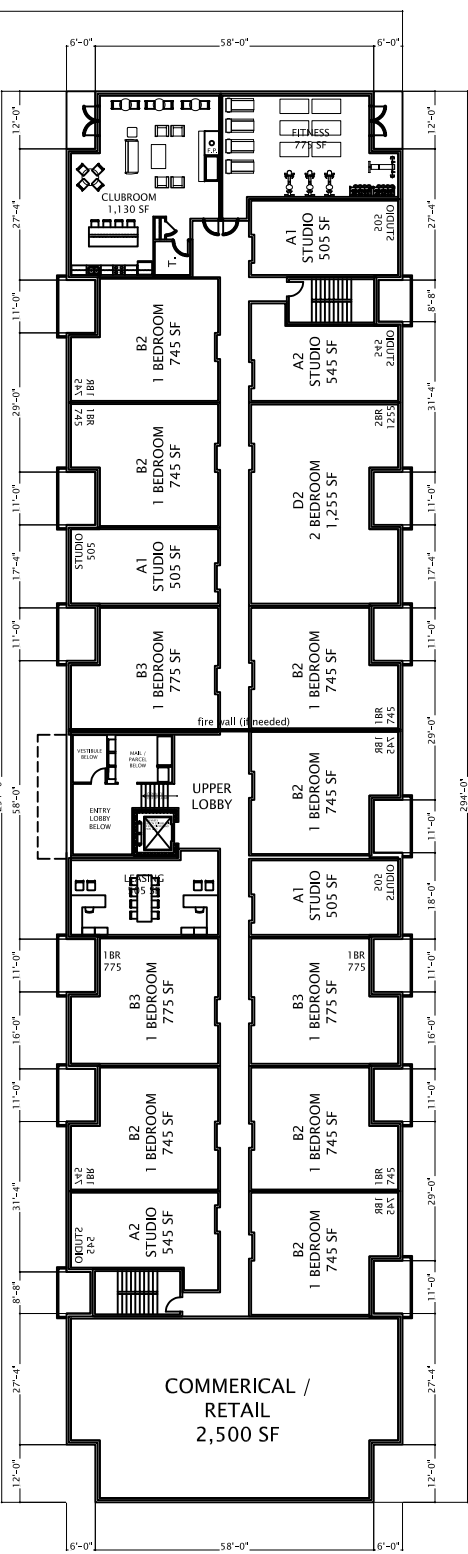 6'-0"
58'-0"
6'-0"
12'-0"
27'-4"
11'-0"
29'-0"
11'-0"
17'-4"
11'-0"
58'-0"
11'-0"
16'-0"
11'-0"
31'-4"
8'-8"
27'-4"
12'-0"
12'-0"
27'-4"
8'-8"
31'-4"
11'-0"
17'-4"
11'-0"
29'-0"
11'-0"
18'-0"
11'-0"
16'-0"
11'-0"
29'-0"
11'-0"
27'-4"
12'-0"
294'-0"
CLUBROOM
1,130 SF
F.P.
T.
FITNESS
775 SF
A1
STUDIO
505 SF
STUDIO
505
B2
1 BEDROOM
745 SF
1BR
745
A2
STUDIO
545 SF
STUDIO
545
B2
1 BEDROOM
745 SF
1BR
745
D2
2 BEDROOM
1,255 SF
2BR
1255
A1
STUDIO
505 SF
STUDIO
505
B3
1 BEDROOM
775 SF
B2
1 BEDROOM
745 SF
1BR
745
fire wall (if needed)
VESTIBULE
BELOW
MAIL /
PARCEL
BELOW
ENTRY
LOBBY
BELOW
UPPER
LOBBY
B2
1 BEDROOM
745 SF
1BR
745
LEASING
A1
STUDIO
505 SF
STUDIO
505
1BR
775
B3
1 BEDROOM
775 SF
1BR
775
B3
1 BEDROOM
775 SF
B2
1 BEDROOM
745 SF
1BR
745
B2
1 BEDROOM
745 SF
1BR
745
A2
STUDIO
545 SF
STUDIO
545
B2
1 BEDROOM
745 SF
1BR
745
COMMERICAL /
RETAIL
2,500 SF
6'-0"
58'-0"
6'-0"